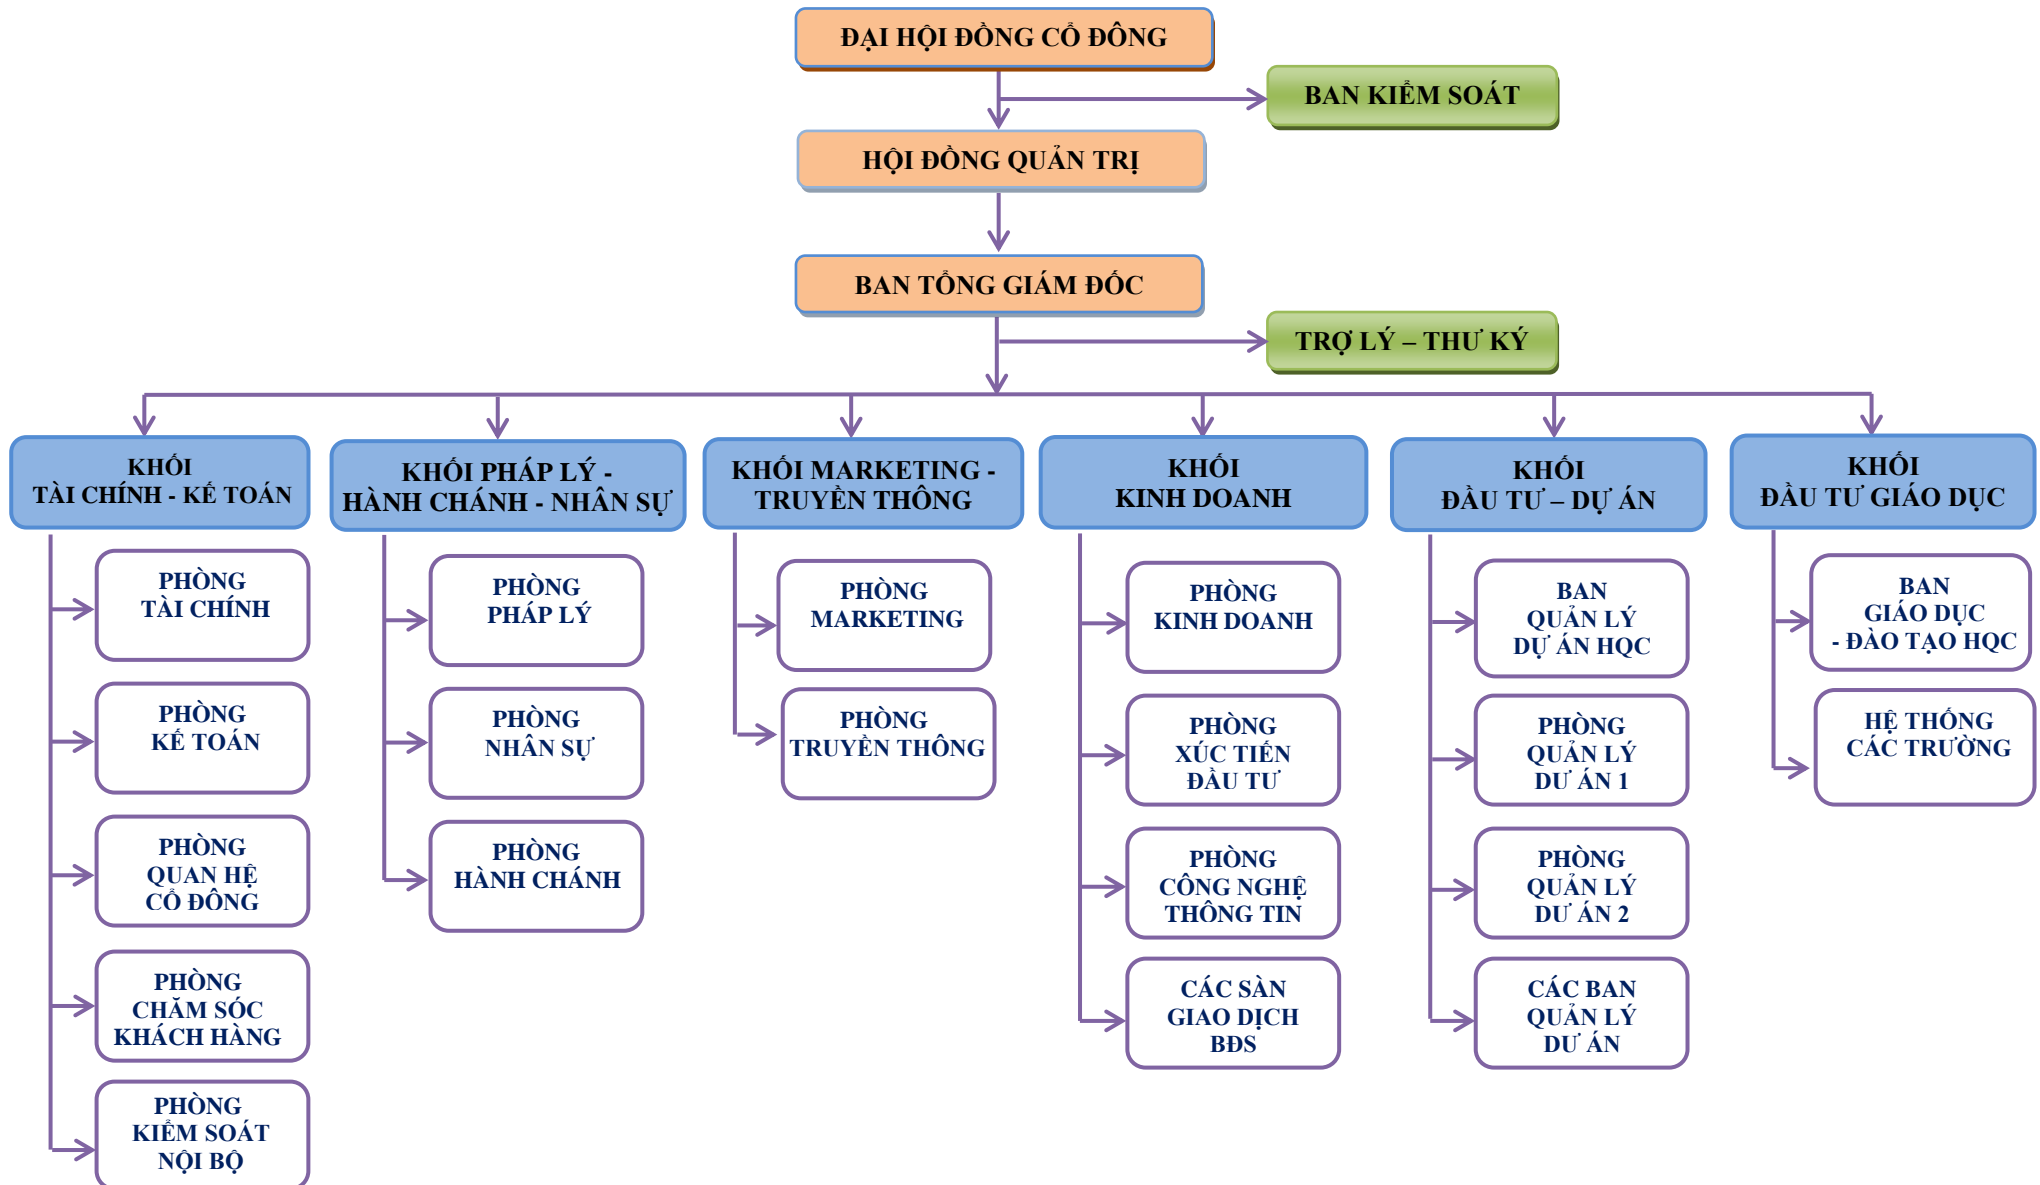 ĐẠI HỘI ĐỒNG CỔ ĐÔNG
BAN KIỂM SOÁT
HỘI ĐỒNG QUẢN TRỊ
BAN TỔNG GIÁM ĐỐC
TRỢ LÝ – THƯ KÝ
KHỐI
TÀI CHÍNH - KẾ TOÁN
PHÒNG
TÀI CHÍNH
PHÒNG
KẾ TOÁN
PHÒNG
QUAN HỆ
CỔ ĐÔNG
PHÒNG
CHĂM SÓC
KHÁCH HÀNG
PHÒNG
KIỂM SOÁT
NỘI BỘ
KHỐI PHÁP LÝ -
HÀNH CHÁNH - NHÂN SỰ
PHÒNG
PHÁP LÝ
PHÒNG
NHÂN SỰ
PHÒNG
HÀNH CHÁNH
KHỐI MARKETING -
TRUYỀN THÔNG
PHÒNG
MARKETING
PHÒNG
TRUYỀN THÔNG
KHỐI
KINH DOANH
PHÒNG
KINH DOANH
PHÒNG
XÚC TIẾN
ĐẦU TƯ
PHÒNG
CÔNG NGHỆ
THÔNG TIN
CÁC SÀN
GIAO DỊCH
BĐS
KHỐI
ĐẦU TƯ – DỰ ÁN
BAN
QUẢN LÝ
DỰ ÁN HQC
PHÒNG
QUẢN LÝ
DƯ ÁN 1
PHÒNG
QUẢN LÝ
DƯ ÁN 2
CÁC BAN
QUẢN LÝ
DƯ ÁN
KHỐI
ĐẦU TƯ GIÁO DỤC
BAN
GIÁO DỤC
- ĐÀO TẠO HQC
HỆ THỐNG
CÁC TRƯỜNG